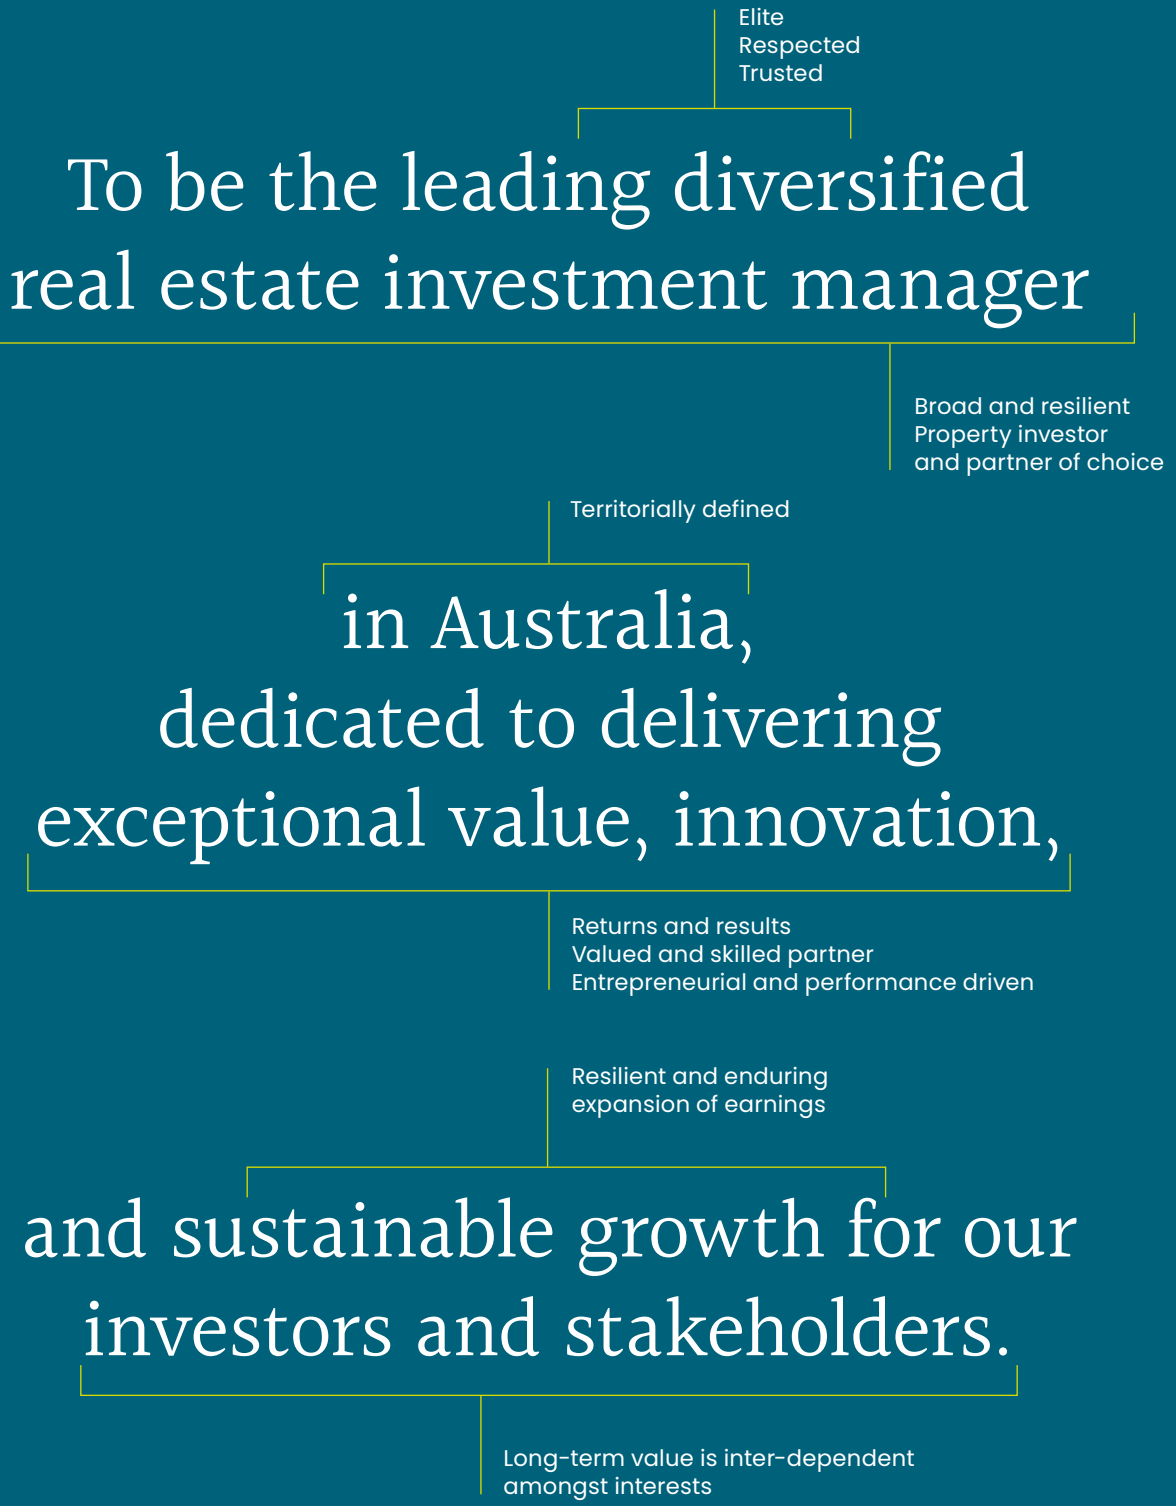 Elite
Respected
Trusted
To be the leading diversified
real estate investment manager
Broad and resilient
Property investor
and partner of choice
Territorially defined
in Australia,
dedicated to delivering
exceptional value, innovation,
Returns and results
Valued and skilled partner
Entrepreneurial and performance driven
Resilient and enduring
expansion of earnings
and sustainable growth for our
investors and stakeholders.
Long-term value is inter-dependent
amongst interests